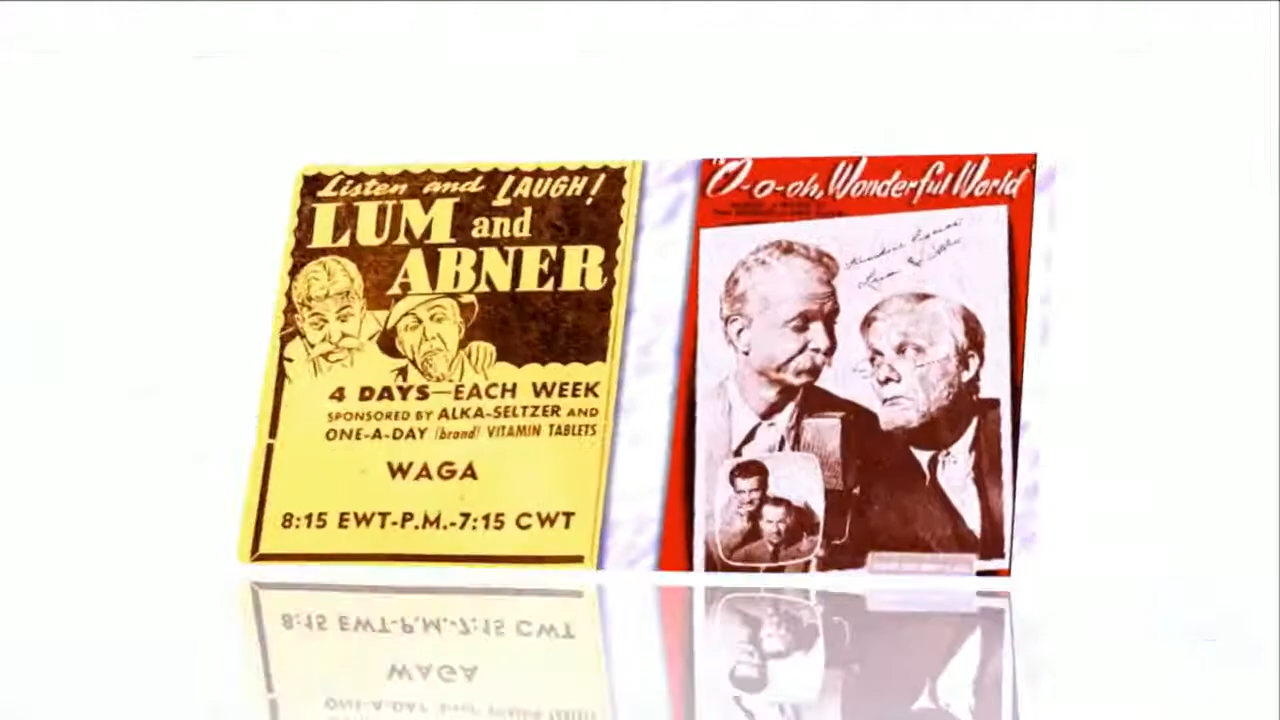 Listen and LAUGH!
LUM and
ABNER
4 DAYS—EACH WEEK
SPONSORED BY ALKA-SELTZER AND
ONE-A-DAY (brand) VITAMIN TABLETS
WAGA
8:15 EWT-P.M.-7:15 CWT
"O-o-oh, Wonderful World